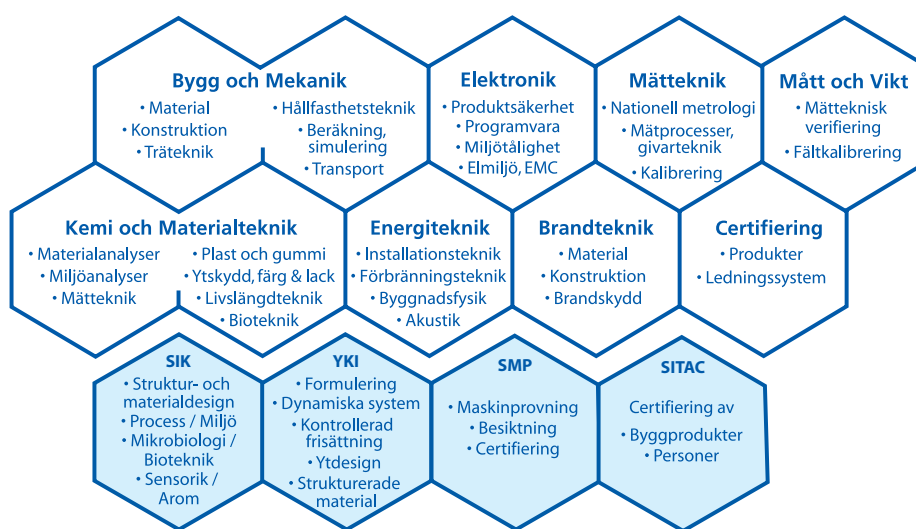 Bygg och Mekanik
• Material
• Konstruktion
• Träteknik
• Hållfasthetsteknik
• Beräkning,
simulering
• Transport
Elektronik
• Produktsäkerhet
• Programvara
• Miljötålighet
• Elmiljö, EMC
Mätteknik
• Nationell metrologi
• Mätprocesser,
givarteknik
• Kalibrering
Mått och Vikt
• Mätteknisk
verifiering
• Fältkalibrering
Kemi och Materialteknik
• Materialanalyser
• Miljöanalyser
• Mätteknik
• Plast och gummi
• Ytskydd, färg & lack
• Livslängdteknik
• Bioteknik
Energiteknik
• Installationsteknik
• Förbränningsteknik
• Byggnadsfysik
• Akustik
Brandteknik
• Material
• Konstruktion
• Brandskydd
Certifiering
• Produkter
• Ledningssystem
SIK
• Struktur- och
materialdesign
• Process / Miljö
• Mikrobiologi /
Bioteknik
• Sensorik /
Arom
YKI
• Formulering
• Dynamiska system
• Kontrollerad
frisättning
• Ytdesign
• Strukturerade
material
SMP
• Maskinprovning
• Besiktning
• Certifiering
SITAC
Certifiering av
• Byggprodukter
• Personer